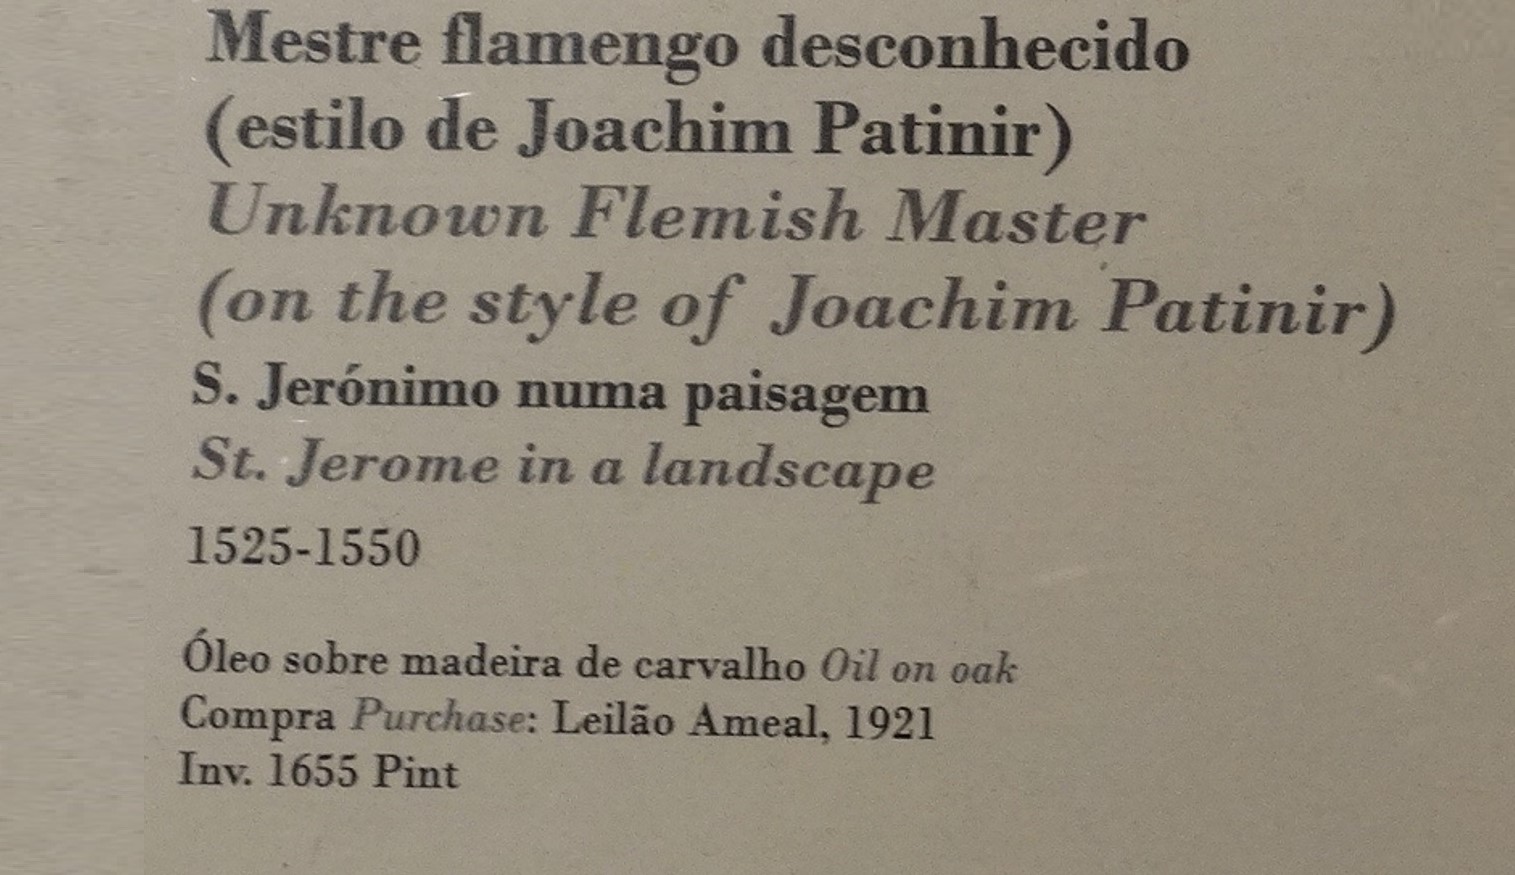 Mestre flamengo desconhecido
(estilo de Joachim Patinir)
Unknown Flemish Master
(on the style of Joachim Patinir)
S. Jerónimo numa paisagem
St. Jerome in a landscape
1525-1550
Óleo sobre madeira de carvalho Oil on oak
Compra Purchase: Leilão Ameal, 1921
Inv. 1655 Pint